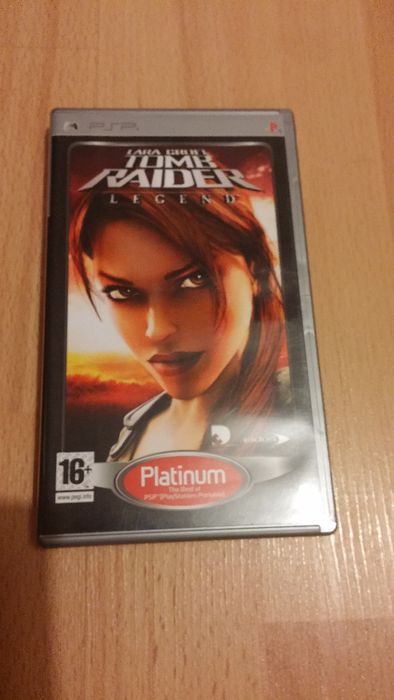 PSP
LARA CROFT
TOMB
RAIDER
LEGEND
eidos
16+
www.pegi.info
Platinum
The Best of
PSP® (PlayStation®Portable)